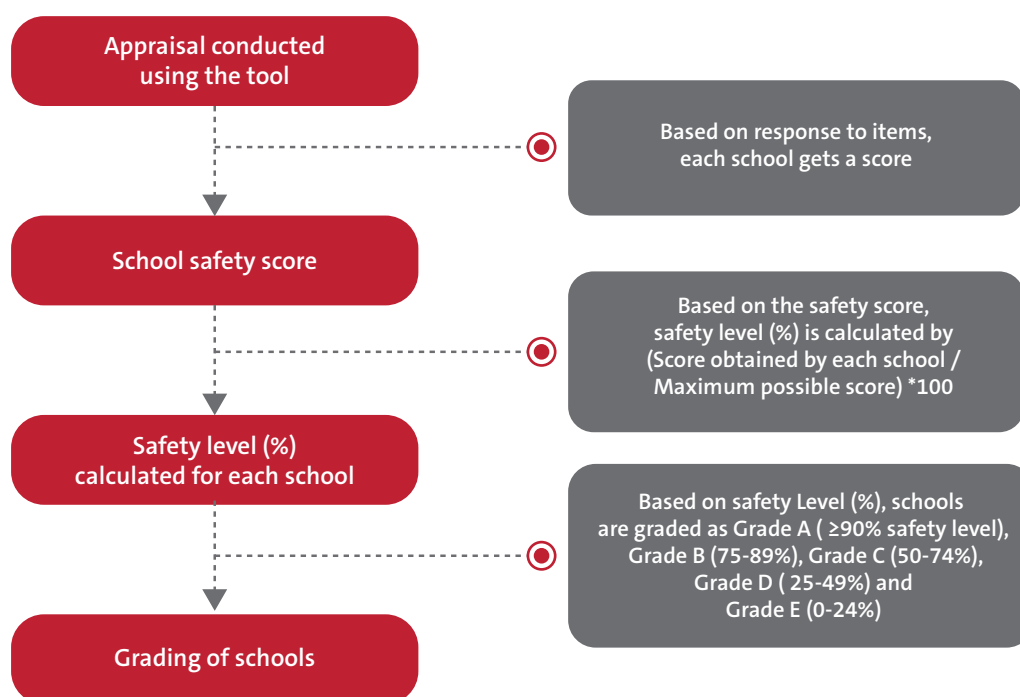 Appraisal conducted
using the tool
Based on response to items,
each school gets a score
School safety score
Based on the safety score,
safety level (%) is calculated by
(Score obtained by each school /
Maximum possible score) *100
Safety level (%)
calculated for each school
Based on safety Level (%), schools
are graded as Grade A ( ≥90% safety level),
Grade B (75-89%), Grade C (50-74%),
Grade D ( 25-49%) and
Grade E (0-24%)
Grading of schools